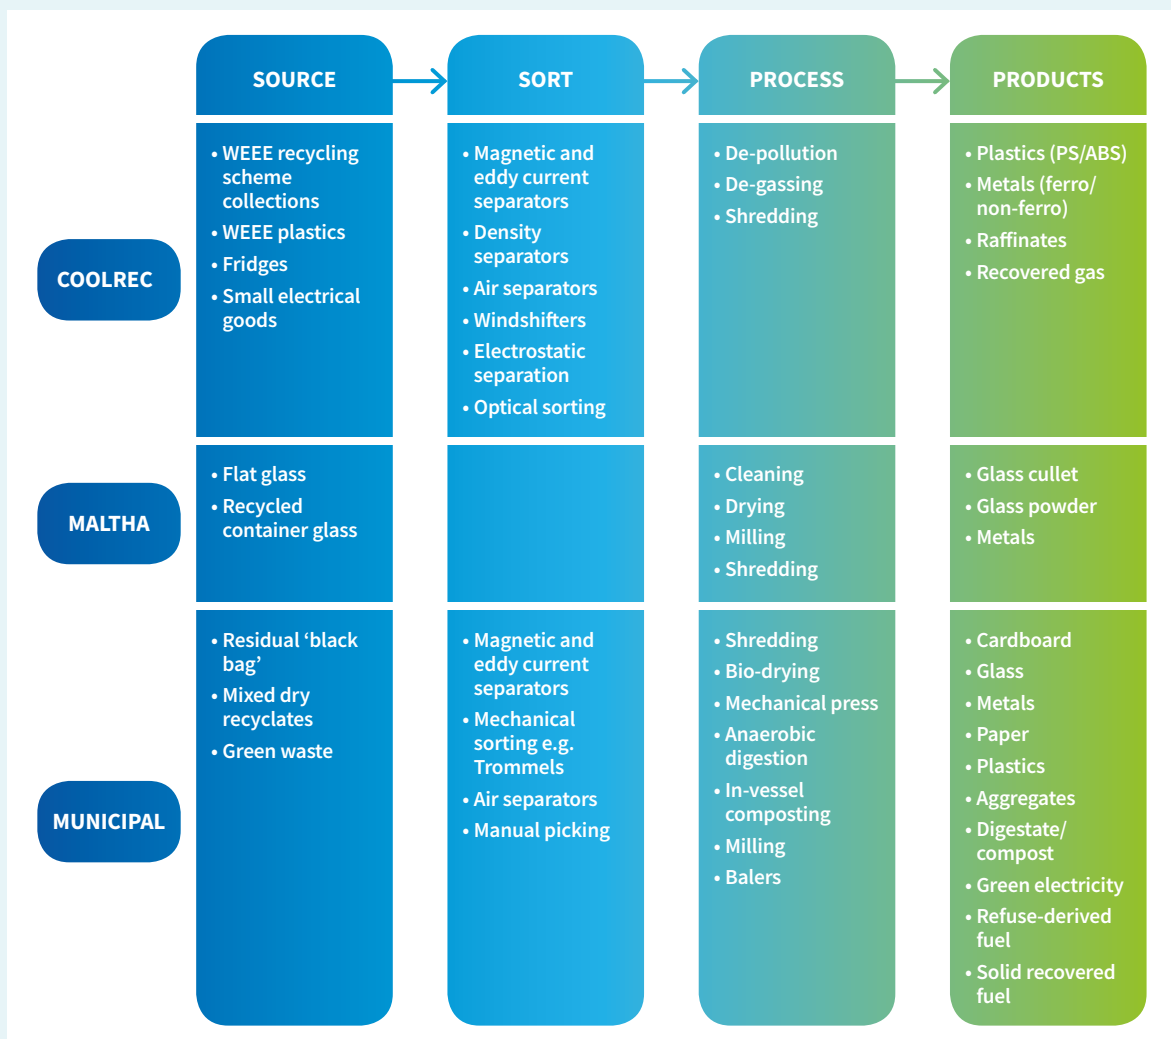 SOURCE
SORT
PROCESS
PRODUCTS
COOLREC
• WEEE recycling
scheme
collections
• WEEE plastics
• Fridges
• Small electrical
goods
• Magnetic and
eddy current
separators
• Density
separators
• Air separators
• Windshifters
• Electrostatic
separation
• Optical sorting
• De-pollution
• De-gassing
• Shredding
• Plastics (PS/ABS)
• Metals (ferro/
non-ferro)
• Raffinates
• Recovered gas
MALTHA
• Flat glass
• Recycled
container glass
• Cleaning
• Drying
• Milling
• Shredding
• Glass cullet
• Glass powder
• Metals
MUNICIPAL
• Residual ‘black
bag’
• Mixed dry
recyclates
• Green waste
• Magnetic and
eddy current
separators
• Mechanical
sorting e.g.
Trommels
• Air separators
• Manual picking
• Shredding
• Bio-drying
• Mechanical press
• Anaerobic
digestion
• In-vessel
composting
• Milling
• Balers
• Cardboard
• Glass
• Metals
• Paper
• Plastics
• Aggregates
• Digestate/
compost
• Green electricity
• Refuse-derived
fuel
• Solid recovered
fuel